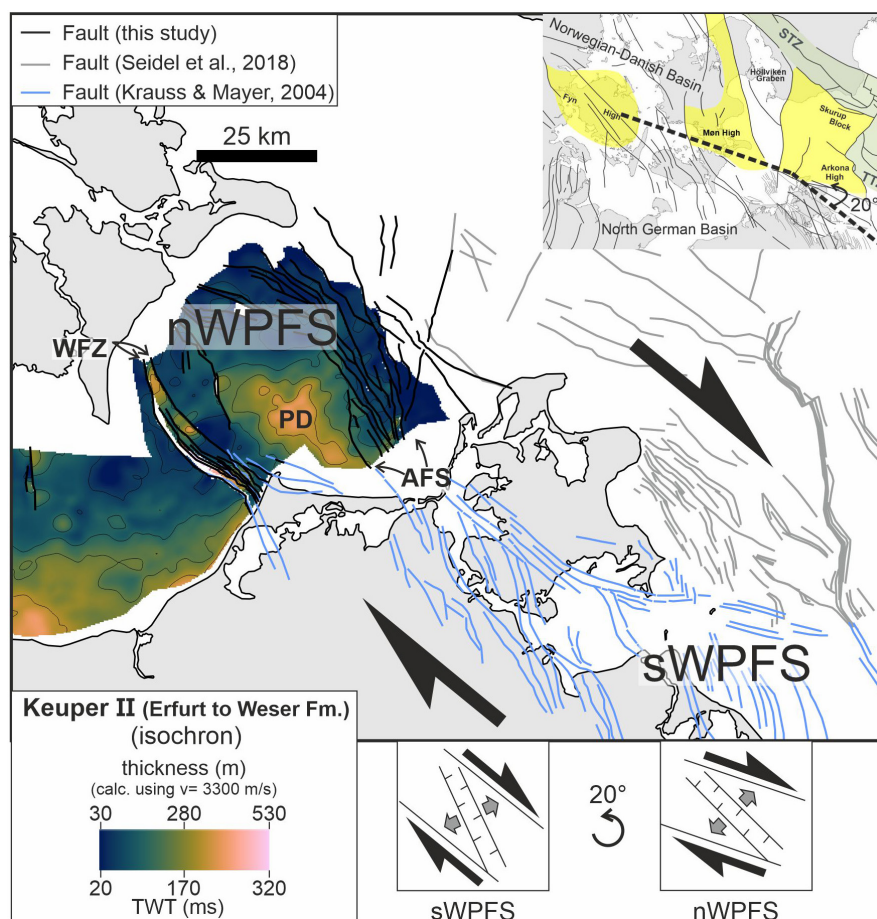 Fault (this study)
Fault (Seidel et al., 2018)
Fault (Krauss & Mayer, 2004)
25 km
Norwegian-Danish Basin
STZ
Höllviken
Graben
Fyn
High
Møn High
Skurup
Block
Arkona
High
TTZ
20°
North German Basin
nWPFS
WFZ
PD
AFS
sWPFS
Keuper II (Erfurt to Weser Fm.)
(isochron)
thickness (m)
(calc. using v= 3300 m/s)
30 280 530
20 170 320
TWT (ms)
20°
sWPFS
nWPFS